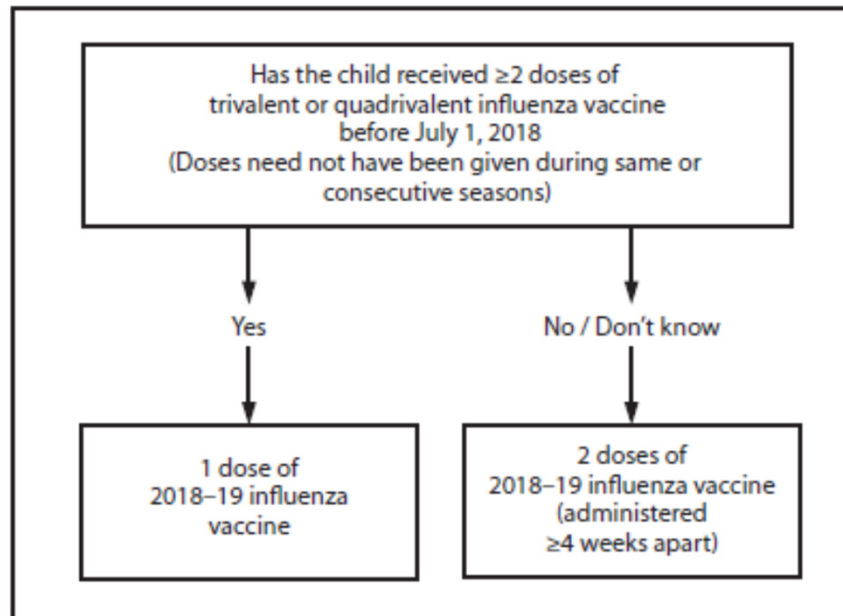 Has the child received ≥2 doses of
trivalent or quadrivalent influenza vaccine
before July 1, 2018
(Doses need not have been given during same or
consecutive seasons)
Yes
No / Don't know
1 dose of
2018–19 influenza
vaccine
2 doses of
2018–19 influenza vaccine
(administered
≥4 weeks apart)